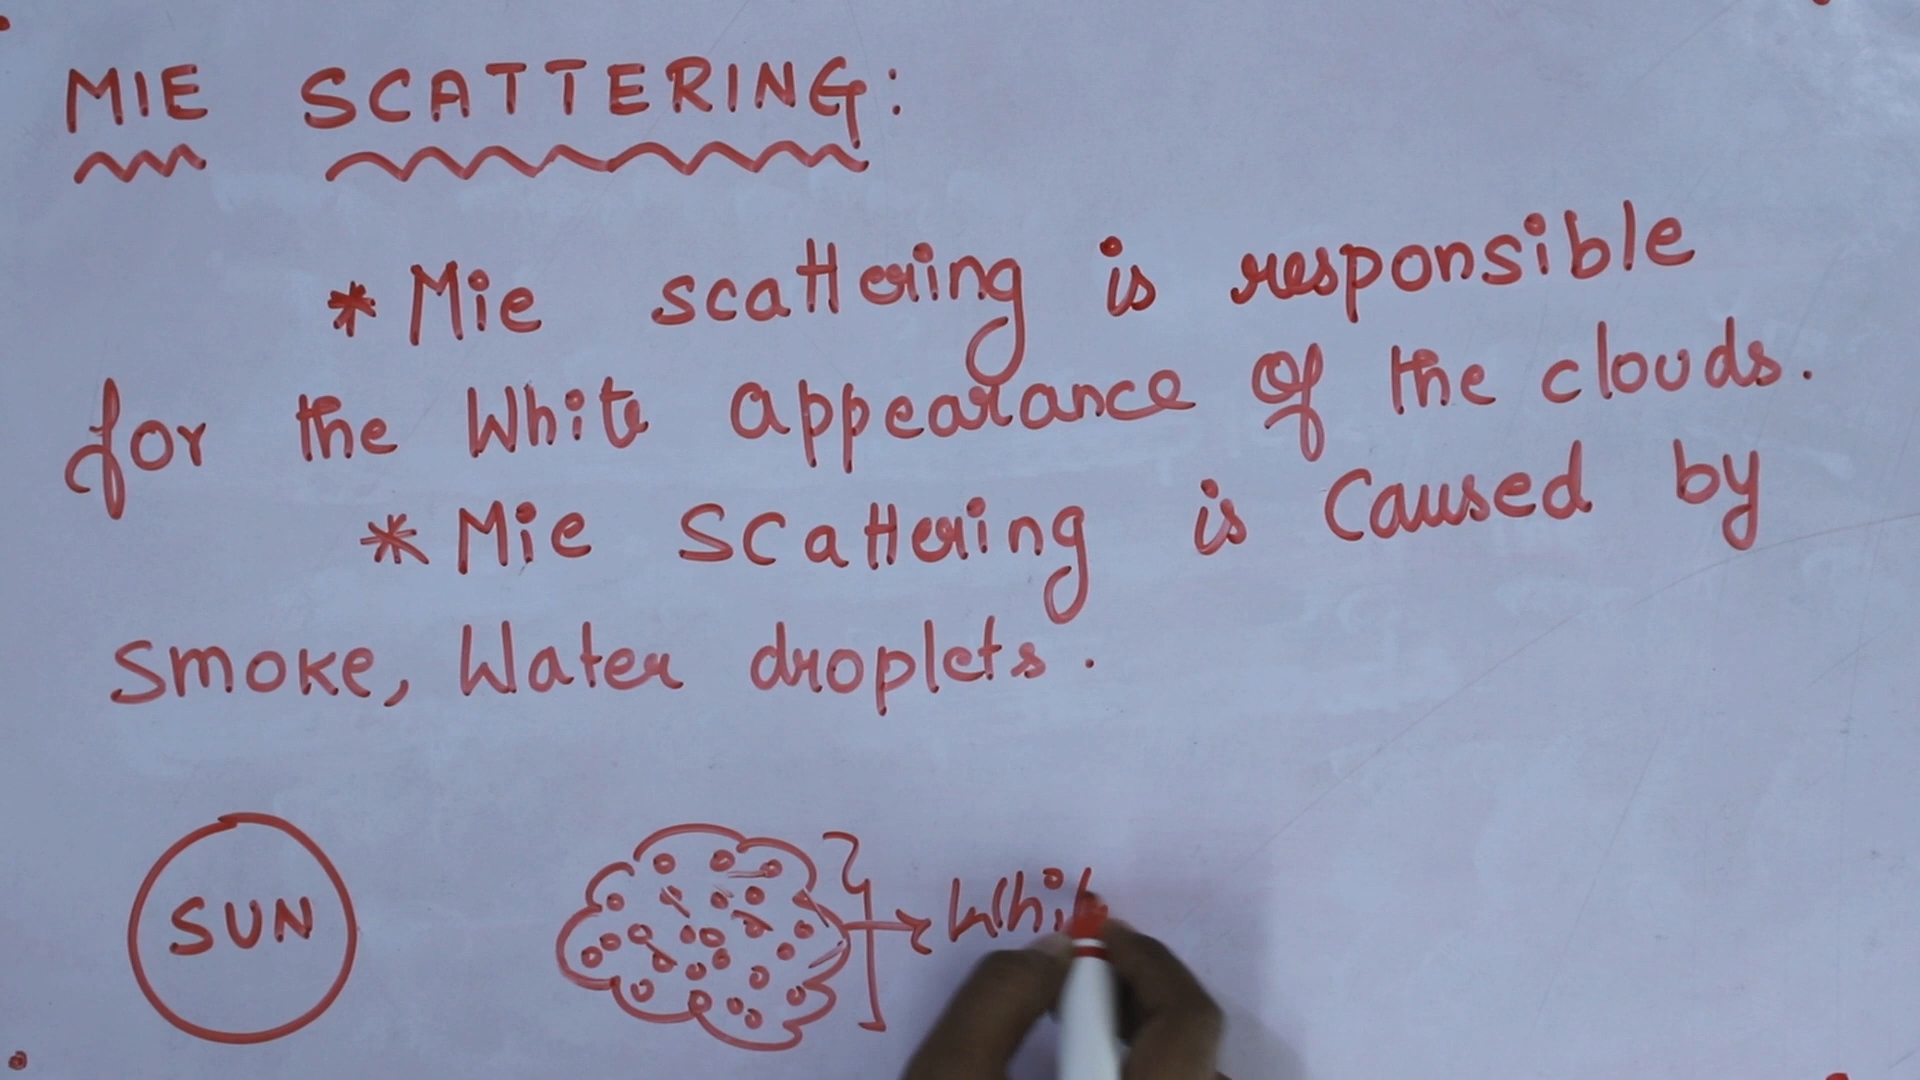 MIE SCATTERING:
* Mie scattering is responsible
for the White appearance of the clouds.
* Mie Scattering is Caused by
Smoke, Water droplets.
SUN